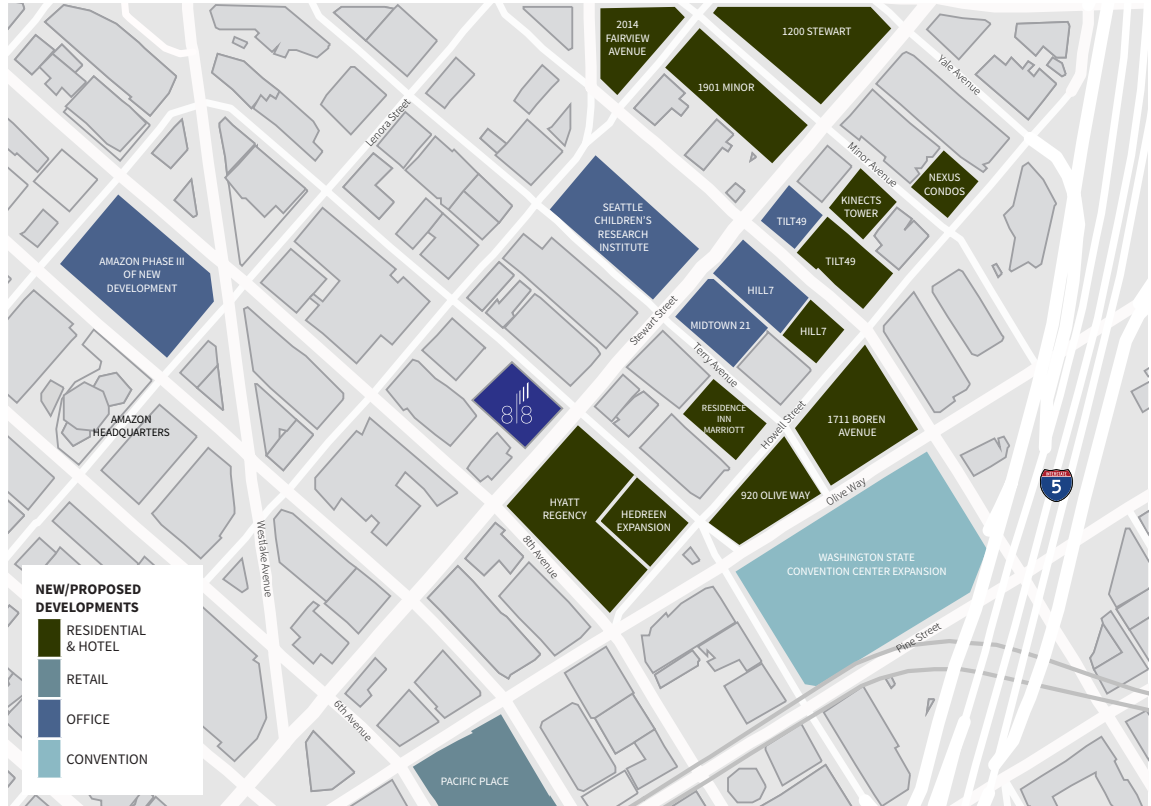 2014
FAIRVIEW
AVENUE
1200 STEWART
1901 MINOR
Yale Avenue
Lenora Street
Minor Avenue
NEXUS
CONDOS
KINECTS
TOWER
TILT49
TILT49
SEATTLE
CHILDREN'S
RESEARCH
INSTITUTE
AMAZON PHASE III
OF NEW
DEVELOPMENT
HILL7
HILL7
MIDTOWN 21
Stewart Street
Terry Avenue
818
RESIDENCE
INN
MARRIOTT
Howell Street
1711 BOREN
AVENUE
AMAZON
HEADQUARTERS
INTERSTATE
5
920 OLIVE WAY
Olive Way
HYATT
REGENCY
HEDREEN
EXPANSION
8th Avenue
Westlake Avenue
WASHINGTON STATE
CONVENTION CENTER EXPANSION
Pine Street
6th Avenue
PACIFIC PLACE
NEW/PROPOSED
DEVELOPMENTS
RESIDENTIAL
& HOTEL
RETAIL
OFFICE
CONVENTION